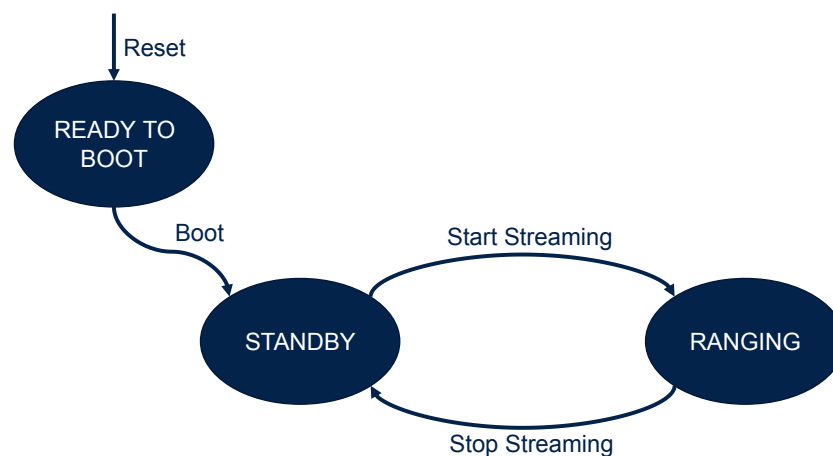 Reset
READY TO
BOOT
Boot
Start Streaming
STANDBY
RANGING
Stop Streaming